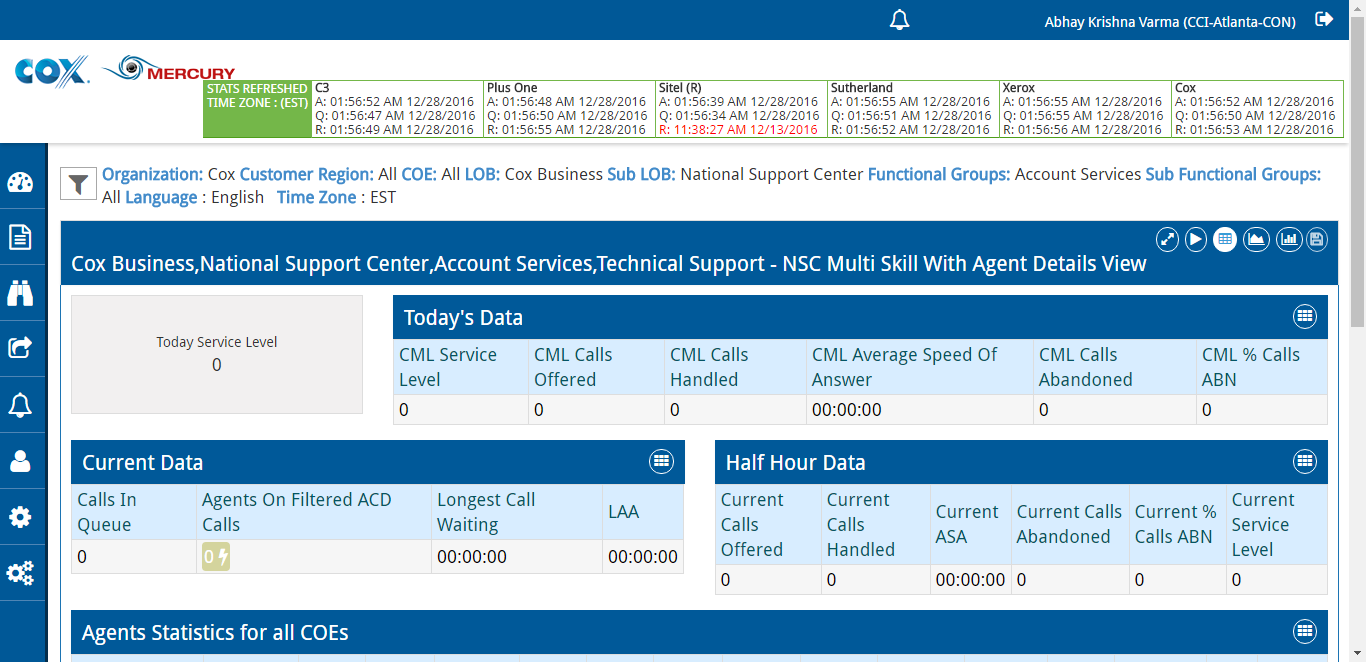 Abhay Krishna Varma (CCI-Atlanta-CON)
COX MERCURY
STATS REFRESHED
TIME ZONE : (EST)
C3
A: 01:56:52 AM 12/28/2016
Q: 01:56:47 AM 12/28/2016
R: 01:56:49 AM 12/28/2016
Plus One
A: 01:56:48 AM 12/28/2016
Q: 01:56:50 AM 12/28/2016
R: 01:56:55 AM 12/28/2016
Sitel (R)
A: 01:56:39 AM 12/28/2016
Q: 01:56:34 AM 12/28/2016
R: 11:38:27 AM 12/13/2016
Sutherland
A: 01:56:55 AM 12/28/2016
Q: 01:56:51 AM 12/28/2016
R: 01:56:52 AM 12/28/2016
Xerox
A: 01:56:55 AM 12/28/2016
Q: 01:56:55 AM 12/28/2016
R: 01:56:56 AM 12/28/2016
Cox
A: 01:56:52 AM 12/28/2016
Q: 01:56:50 AM 12/28/2016
R: 01:56:53 AM 12/28/2016
Organization: Cox Customer Region: All COE: All LOB: Cox Business Sub LOB: National Support Center Functional Groups: Account Services Sub Functional Groups:
All Language : English Time Zone : EST
Cox Business,National Support Center,Account Services,Technical Support - NSC Multi Skill With Agent Details View
Today Service Level
0
Today's Data
CML Service
Level
CML Calls
Offered
CML Calls
Handled
CML Average Speed Of
Answer
CML Calls
Abandoned
CML % Calls
ABN
0 0 0 00:00:00 0 0
Current Data
Calls In
Queue
Agents On Filtered ACD
Calls
Longest Call
Waiting
LAA
0 0 00:00:00 00:00:00
Half Hour Data
Current
Calls
Offered
Current
Calls
Handled
Current
ASA
Current Calls
Abandoned
Current %
Calls ABN
Current
Service
Level
0 0 00:00:00 0 0 0
Agents Statistics for all COEs